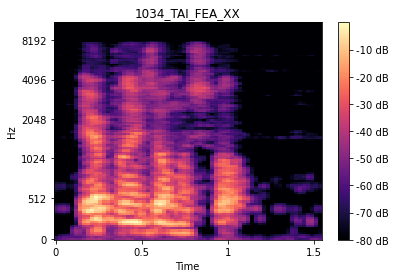 1034_TAI_FEA_XX
8192
4096
2048
1024
512
0
Hz
0
0.5
1
1.5
Time
-10 dB
-20 dB
-30 dB
-40 dB
-50 dB
-60 dB
-70 dB
-80 dB